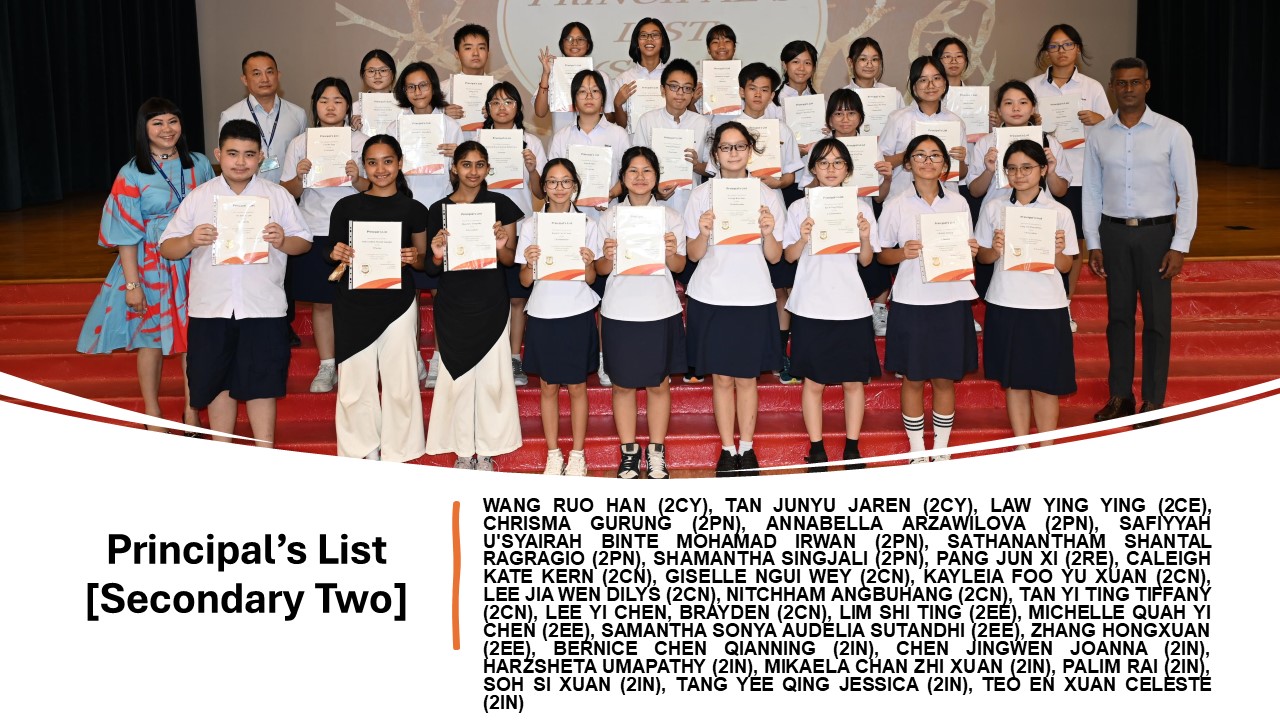 PRINCIPAL'S
LIST
Principal's List
[Secondary Two]
WANG RUO HAN (2CY), TAN JUNYU JAREN (2CY), LAW YING YING (2CE),
CHRISMA GURUNG (2PN), ANNABELLA ARZAWILOVA (2PN), SAFIYYAH
U'SYAIRAH BINTE MOHAMAD IRWAN (2PN), SATHANANTHAM SHANTAL
RAGRAGIO (2PN), SHAMANTHA SINGJALI (2PN), PANG JUN XI (2RE), CALEIGH
KATE KERN (2CN), GISELLE NGUI WEY (2CN), KAYLEIA FOO YU XUAN (2CN),
LEE JIA WEN DILYS (2CN), NITCHHAM ANGBUHANG (2CN), TAN YI TING TIFFANY
(2CN), LEE YI CHEN, BRAYDEN (2CN), LIM SHI TING (2EE), MICHELLE QUAH YI
CHEN (2EE), SAMANTHA SONYA AUDELIA SUTANDHI (2EE), ZHANG HONGXUAN
(2EE), BERNICE CHEN QIANNING (2IN), CHEN JINGWEN JOANNA (2IN),
HARZSHETA UMAPATHY (2IN), MIKAELA CHAN ZHI XUAN (2IN), PALIM RAI (2IN),
SOH SI XUAN (2IN), TANG YEE QING JESSICA (2IN), TEO EN XUAN CELESTE
(2IN)